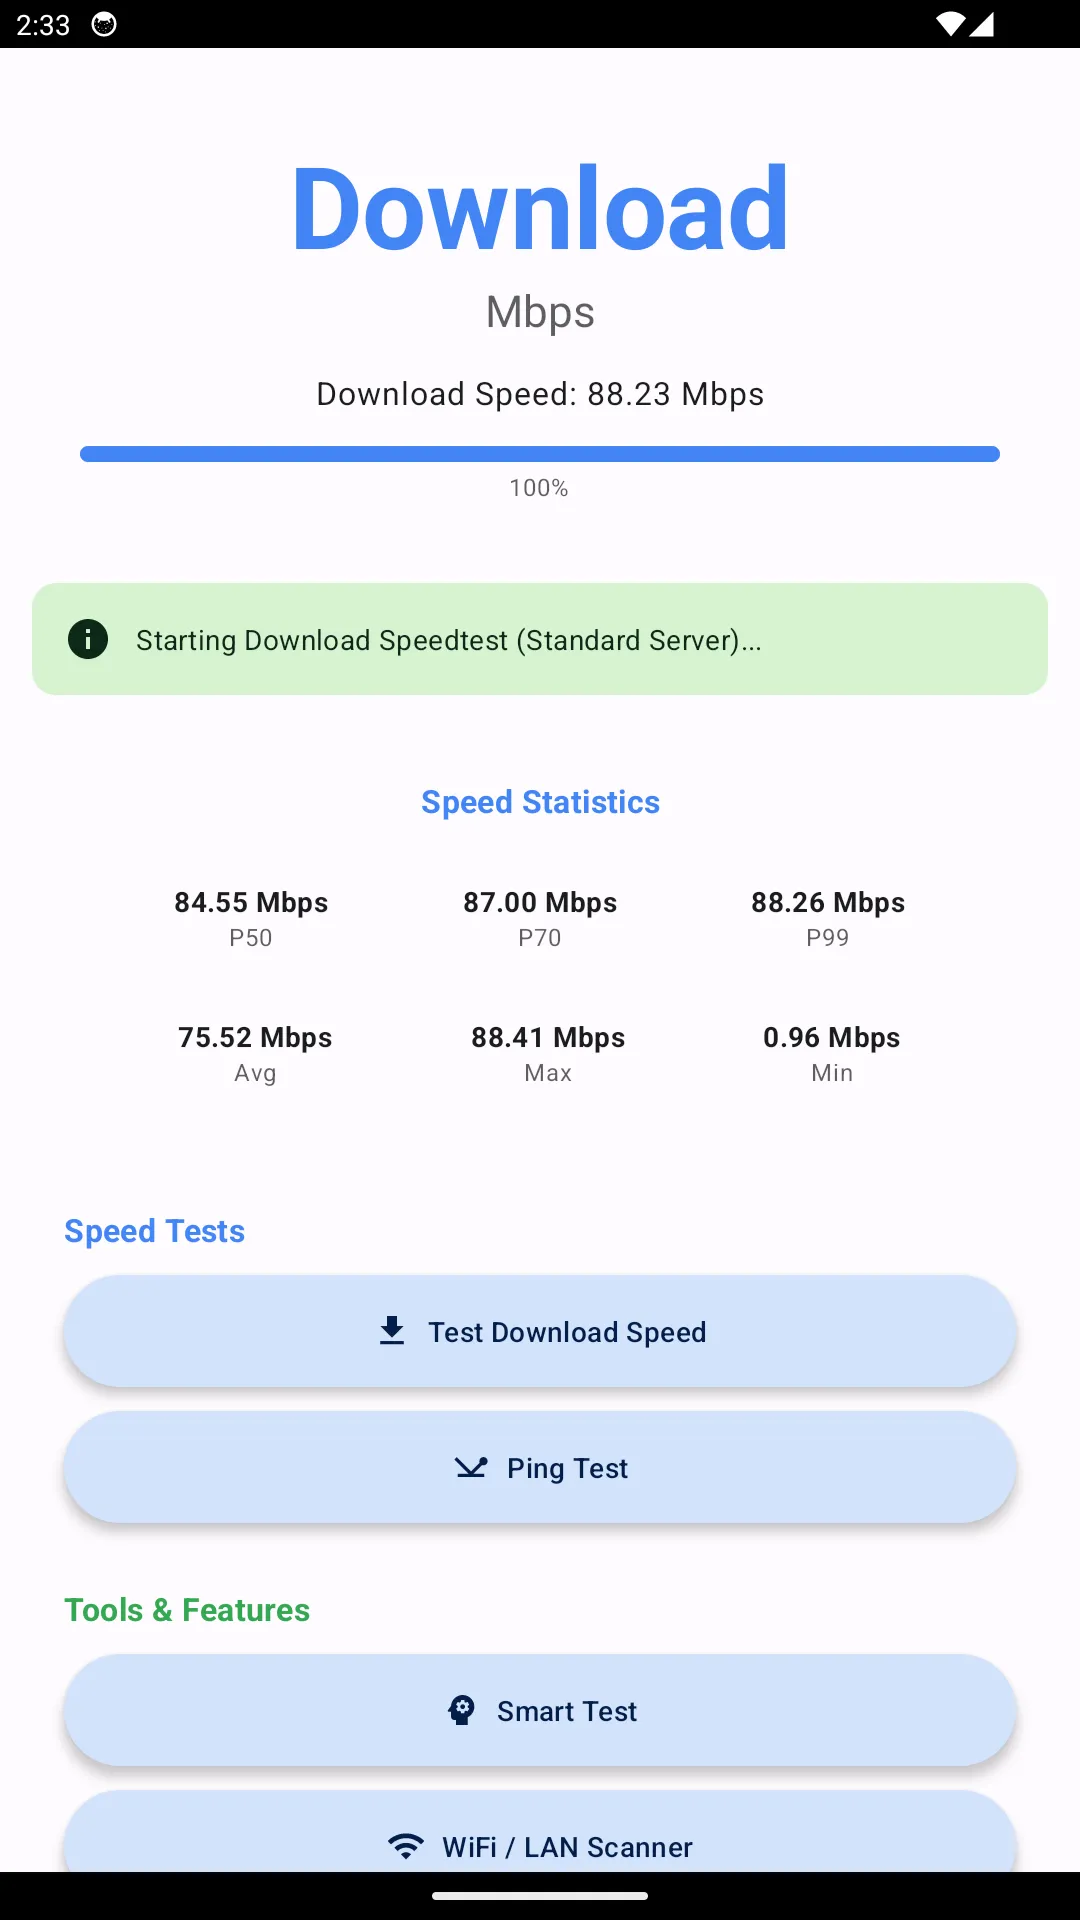 2:33
Download
Mbps
Download Speed: 88.23 Mbps
100%
Starting Download Speedtest (Standard Server)...
Speed Statistics
84.55 Mbps 87.00 Mbps 88.26 Mbps
P50 P70 P99
75.52 Mbps 88.41 Mbps 0.96 Mbps
Avg Max Min
Speed Tests
Test Download Speed
Ping Test
Tools & Features
Smart Test
WiFi / LAN Scanner